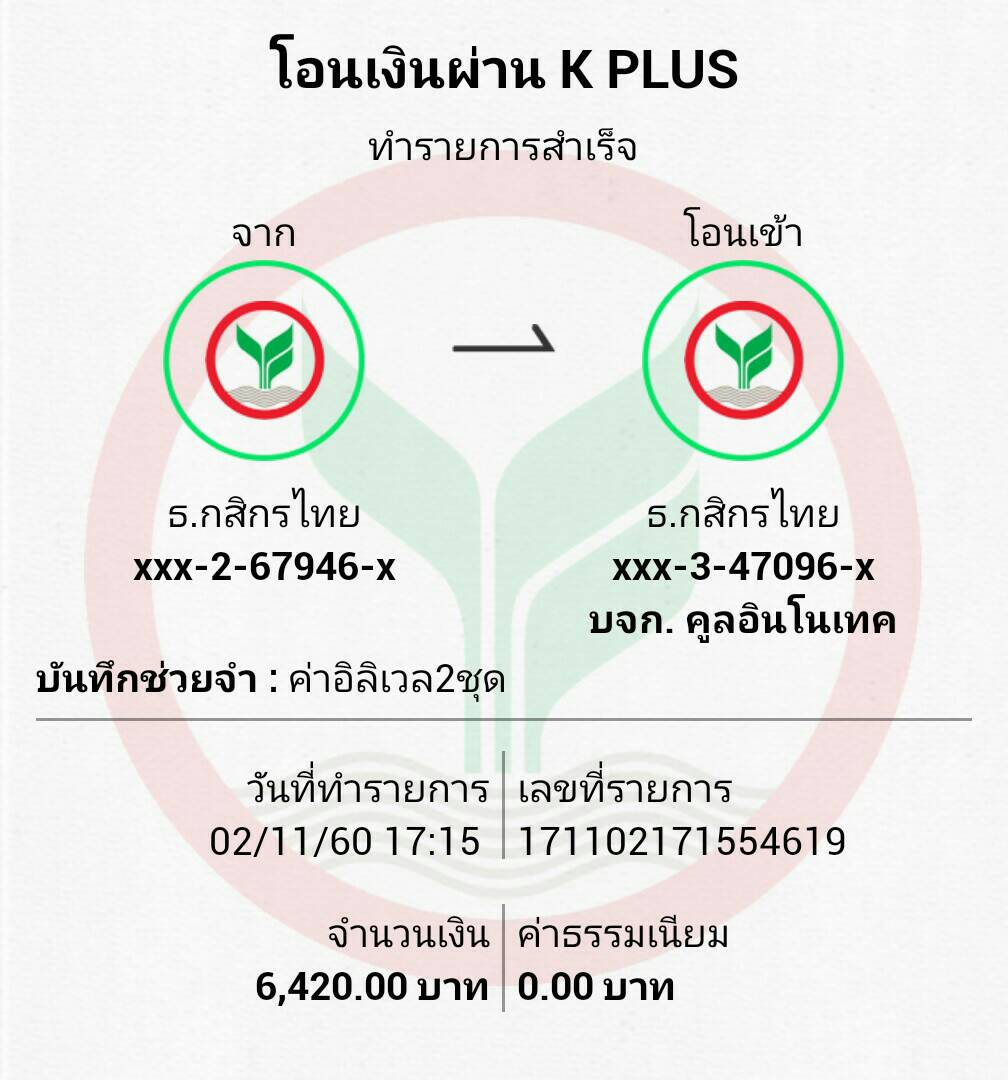 โอนเงินผ่าน K PLUS
ทำรายการสำเร็จ
จาก
โอนเข้า
ธ.กสิกรไทย
xxx-2-67946-x
ธ.กสิกรไทย
xxx-3-47096-x
บจก. คูลอินโนเทค
บันทึกช่วยจำ : ค่าอิลิเวล2ชุด
วันที่ทำรายการ
02/11/60 17:15
เลขที่รายการ
171102171554619
จำนวนเงิน
6,420.00 บาท
ค่าธรรมเนียม
0.00 บาท